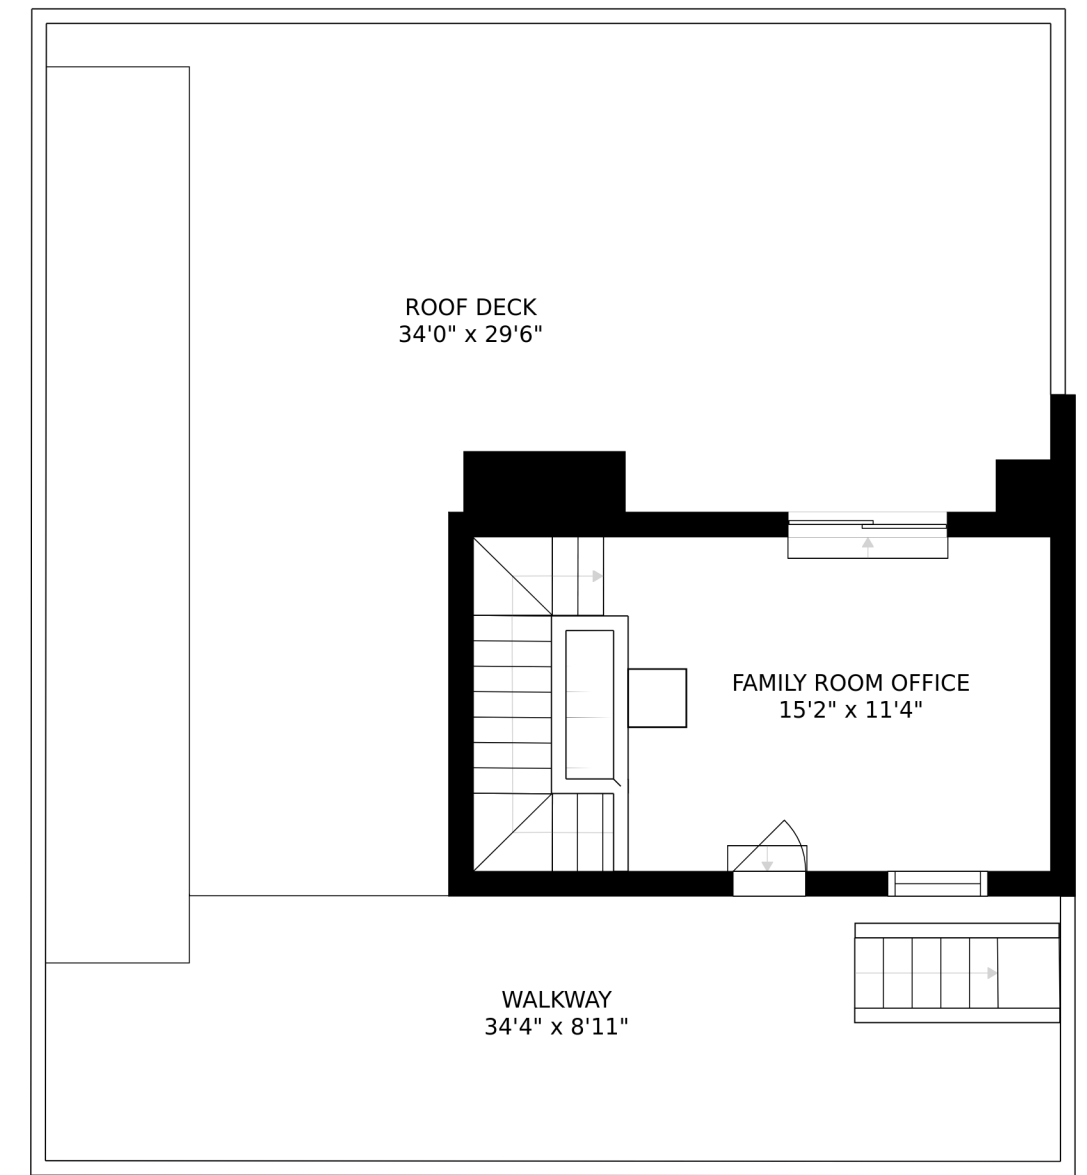 ROOF DECK
34'0" x 29'6"
FAMILY ROOM OFFICE
15'2" x 11'4"
WALKWAY
34'4" x 8'11"